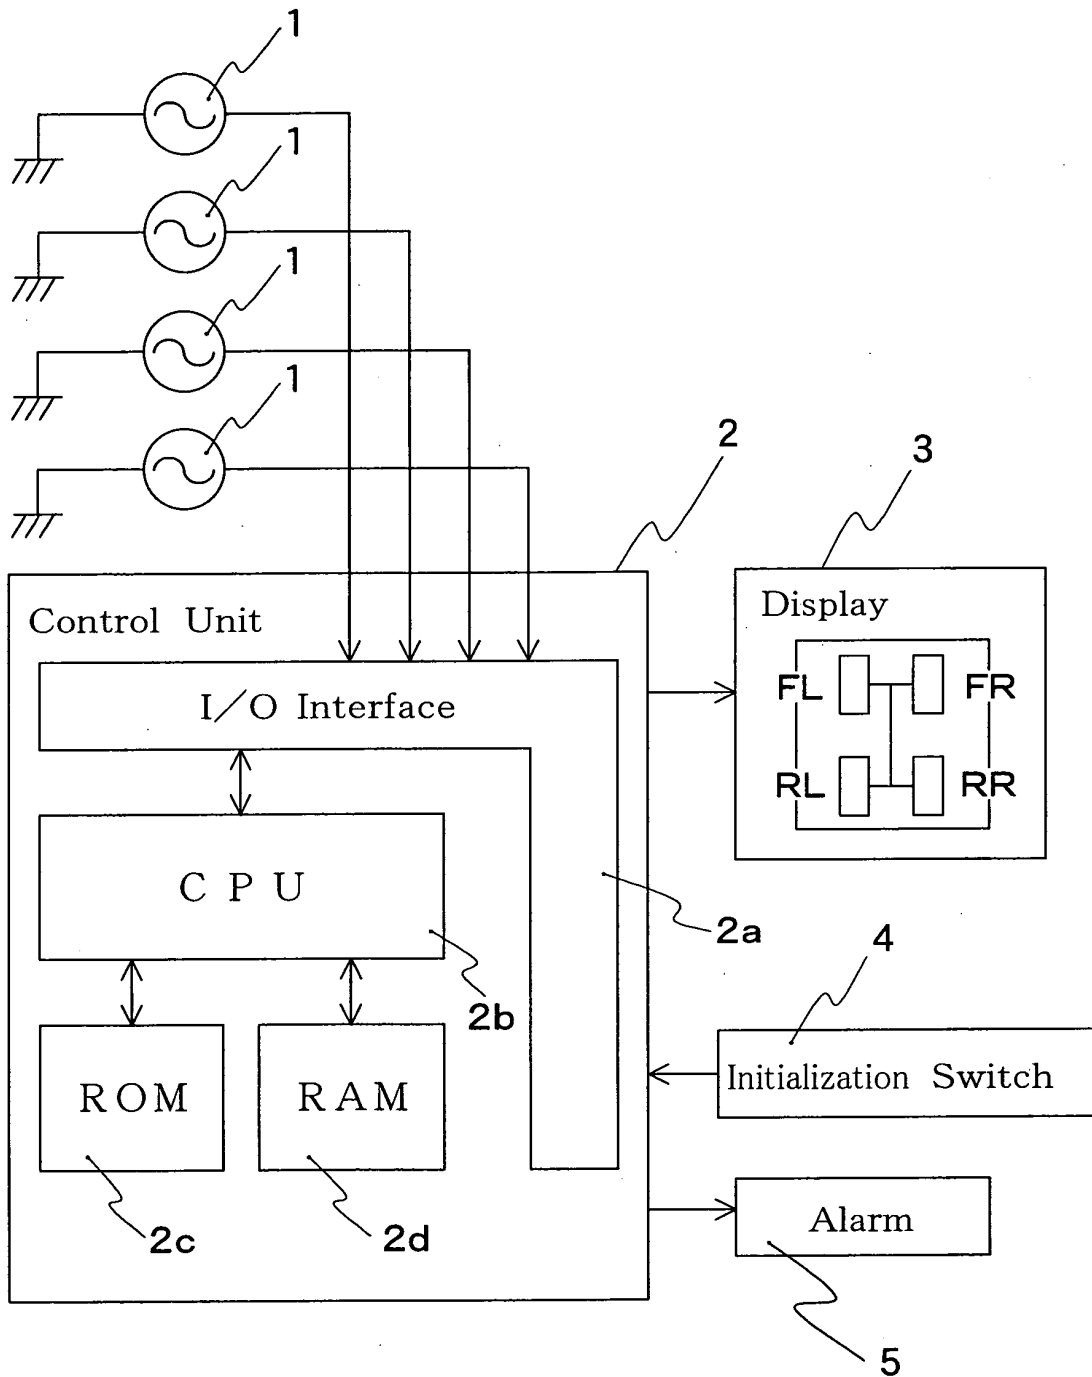 1
1
1
1
2
3
Control Unit
Display
I/O Interface
FL FR
RL RR
CPU
2a
2b
4
ROM RAM
Initialization Switch
2c 2d
Alarm
5